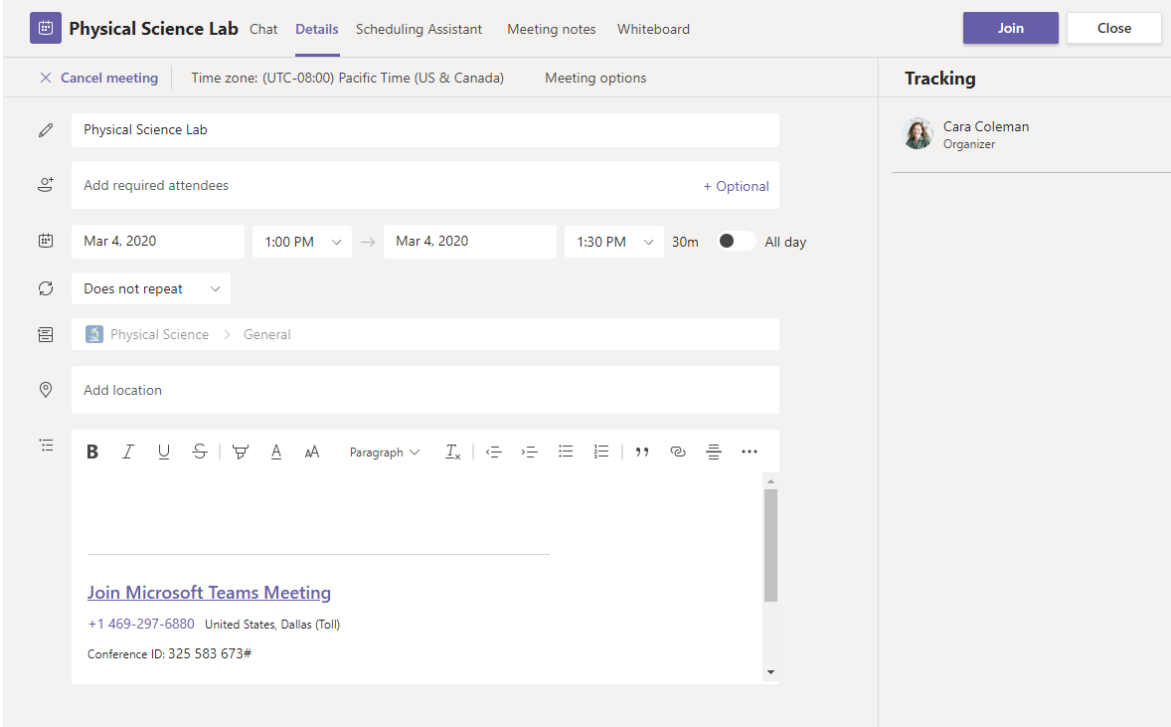 Physical Science Lab Chat Details Scheduling Assistant Meeting notes Whiteboard Join Close
Cancel meeting Time zone: (UTC-08:00) Pacific Time (US & Canada) Meeting options
Tracking
Cara Coleman
Organizer
Physical Science Lab
Add required attendees + Optional
Mar 4, 2020 1:00 PM → Mar 4, 2020 1:30 PM 30m All day
Does not repeat
Physical Science > General
Add location
B I U S A AA Paragraph Tx
Join Microsoft Teams Meeting
+1 469-297-6880 United States, Dallas (Toll)
Conference ID: 325 583 673#